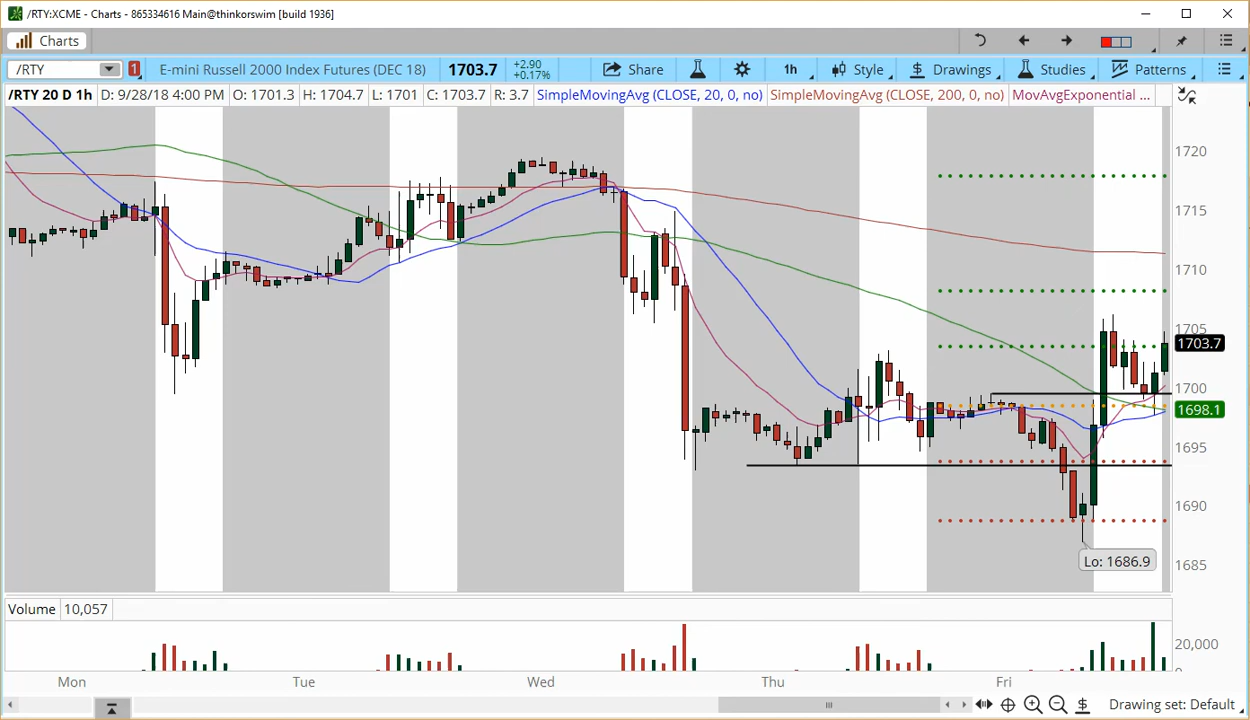 /RTY:XCME - Charts - 865334616 Main@thinkorswim [build 1936]
Charts
/RTY 1 E-mini Russell 2000 Index Futures (DEC 18) 1703.7 +2.90 +0.17% Share 1h Style $ Drawings Studies Patterns
/RTY 20 D 1h D: 9/28/18 4:00 PM O: 1701.3 H: 1704.7 L: 1701 C: 1703.7 R: 3.7 SimpleMovingAvg (CLOSE, 20, 0, no) SimpleMovingAvg (CLOSE, 200, 0, no) MovAvgExponential ...
1720
1715
1710
1705
1703.7
1700
1698.1
1695
1690
Lo: 1686.9
1685
Volume 10,057
20,000
Mon Tue Wed Thu Fri
$ Drawing set: Default